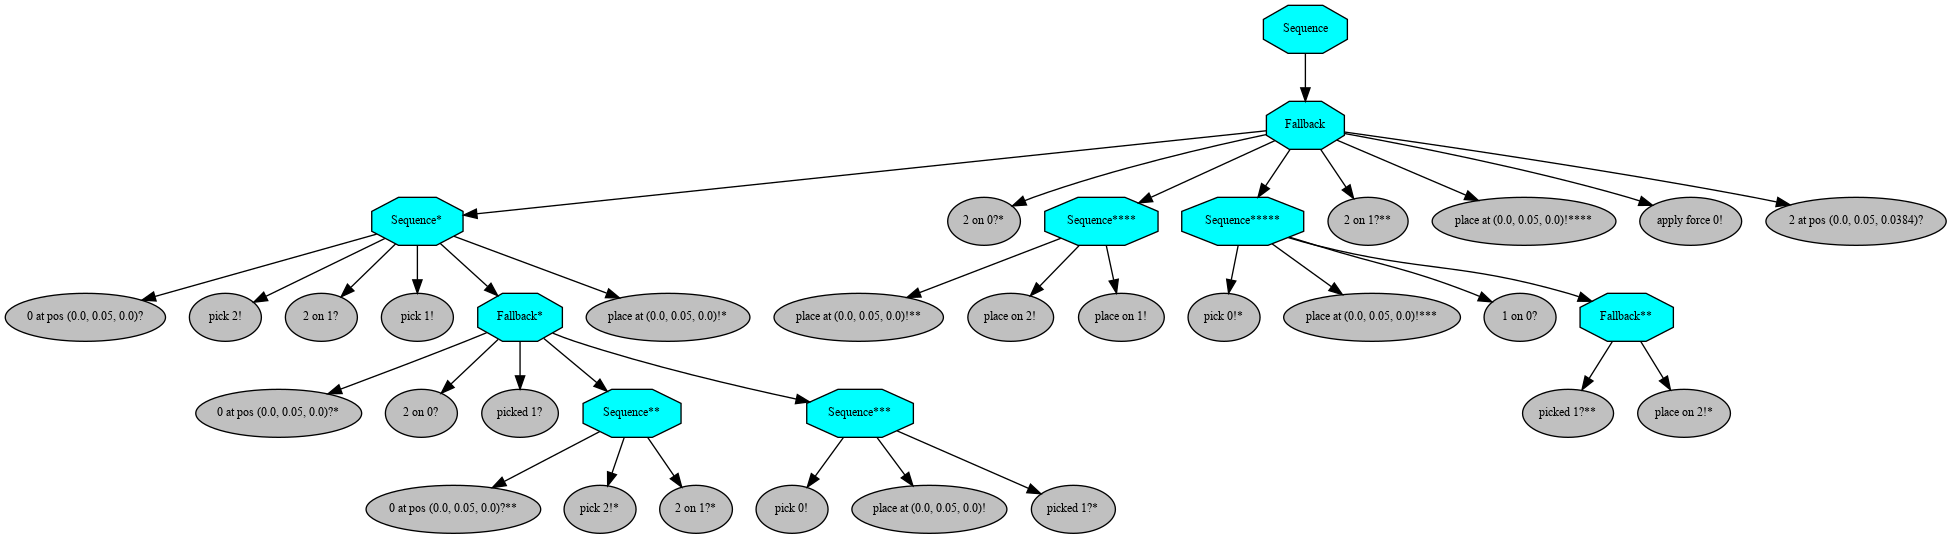 Sequence
Fallback
Sequence*
2 on 0?*
Sequence****
Sequence*****
2 on 1?**
place at (0.0, 0.05, 0.0)!****
apply force 0!
2 at pos (0.0, 0.05, 0.0384)?
0 at pos (0.0, 0.05, 0.0)?
pick 2!
2 on 1?
pick 1!
Fallback*
place at (0.0, 0.05, 0.0)!*
place at (0.0, 0.05, 0.0)!**
place on 2!
place on 1!
pick 0!*
place at (0.0, 0.05, 0.0)!***
1 on 0?
Fallback**
0 at pos (0.0, 0.05, 0.0)?*
2 on 0?
picked 1?
Sequence**
Sequence***
picked 1?**
place on 2!*
0 at pos (0.0, 0.05, 0.0)?**
pick 2!*
2 on 1?*
pick 0!
place at (0.0, 0.05, 0.0)!
picked 1?*